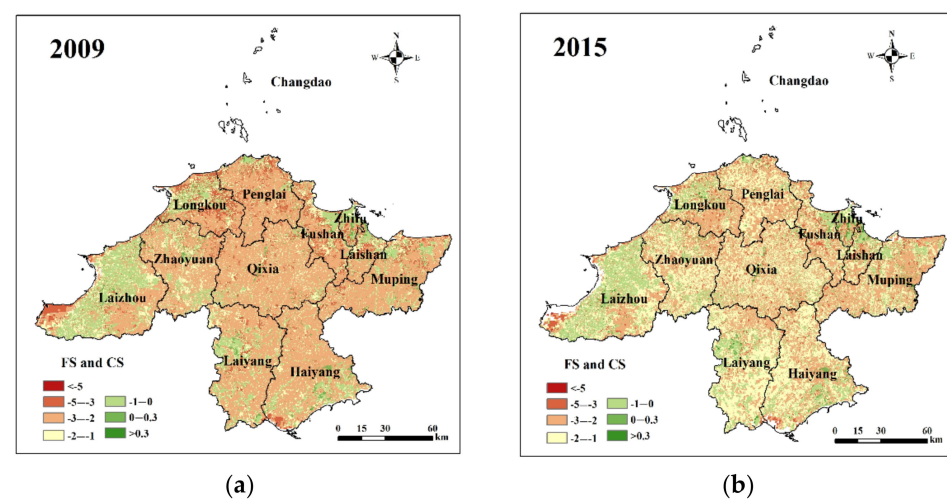 2009
N
W E
S
Changdao
Penglai
Longkou
Zhifu
Fushan
Laishan
Zhaoyuan
Qixia
Muping
Laizhou
Laiyang
Haiyang
FS and CS
<-5
-5—-3
-3—-2
-2—-1
-1—0
0—0.3
>0.3
0 15 30 60
km
(a)
2015
N
W E
S
Changdao
Penglai
Longkou
Zhifu
Fushan
Laishan
Zhaoyuan
Qixia
Muping
Laizhou
Laiyang
Haiyang
FS and CS
<-5
-5—-3
-3—-2
-2—-1
-1—0
0—0.3
>0.3
0 15 30 60
km
(b)